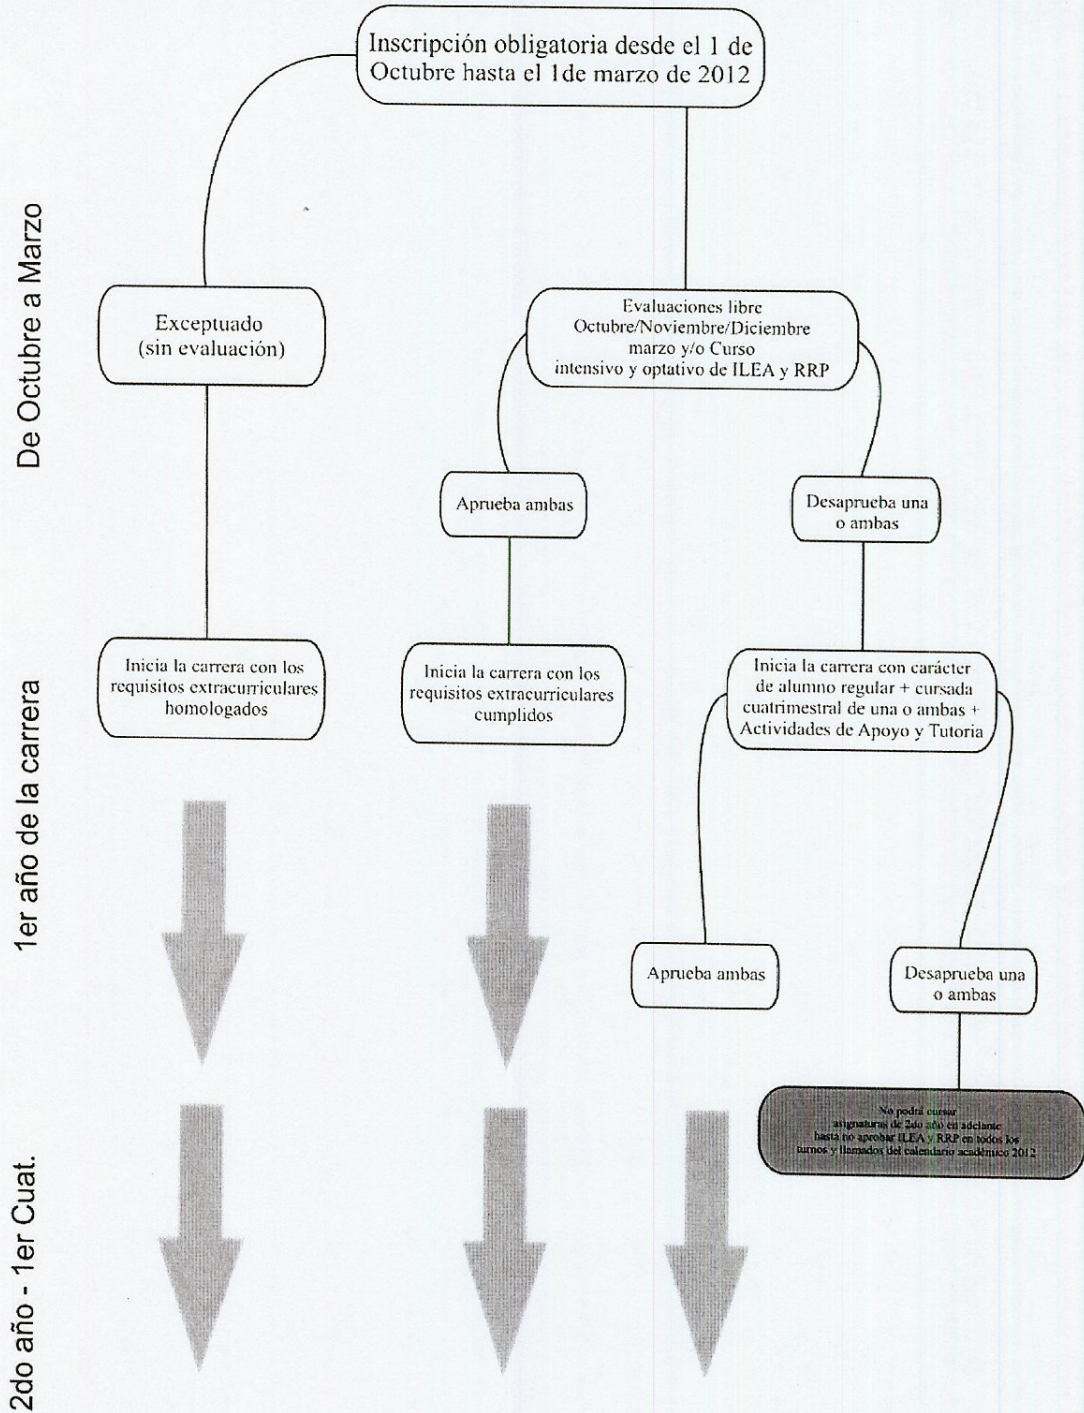 Inscripción obligatoria desde el 1 de
Octubre hasta el 1de marzo de 2012
De Octubre a Marzo
Exceptuado
(sin evaluación)
Evaluaciones libre
Octubre/Noviembre/Diciembre
marzo y/o Curso
intensivo y optativo de ILEA y RRP
Aprueba ambas
Desaprueba una
o ambas
1er año de la carrera
Inicia la carrera con los
requisitos extracurriculares
homologados
Inicia la carrera con los
requisitos extracurriculares
cumplidos
Inicia la carrera con carácter
de alumno regular + cursada
cuatrimestral de una o ambas +
Actividades de Apoyo y Tutoria
Aprueba ambas
Desaprueba una
o ambas
2do año - 1er Cuat.
No podrá cursar
asignaturas de 2do año en adelante
hasta no aprobar ILEA y RRP en todos los
turnos y llamados del calendario académico 2012